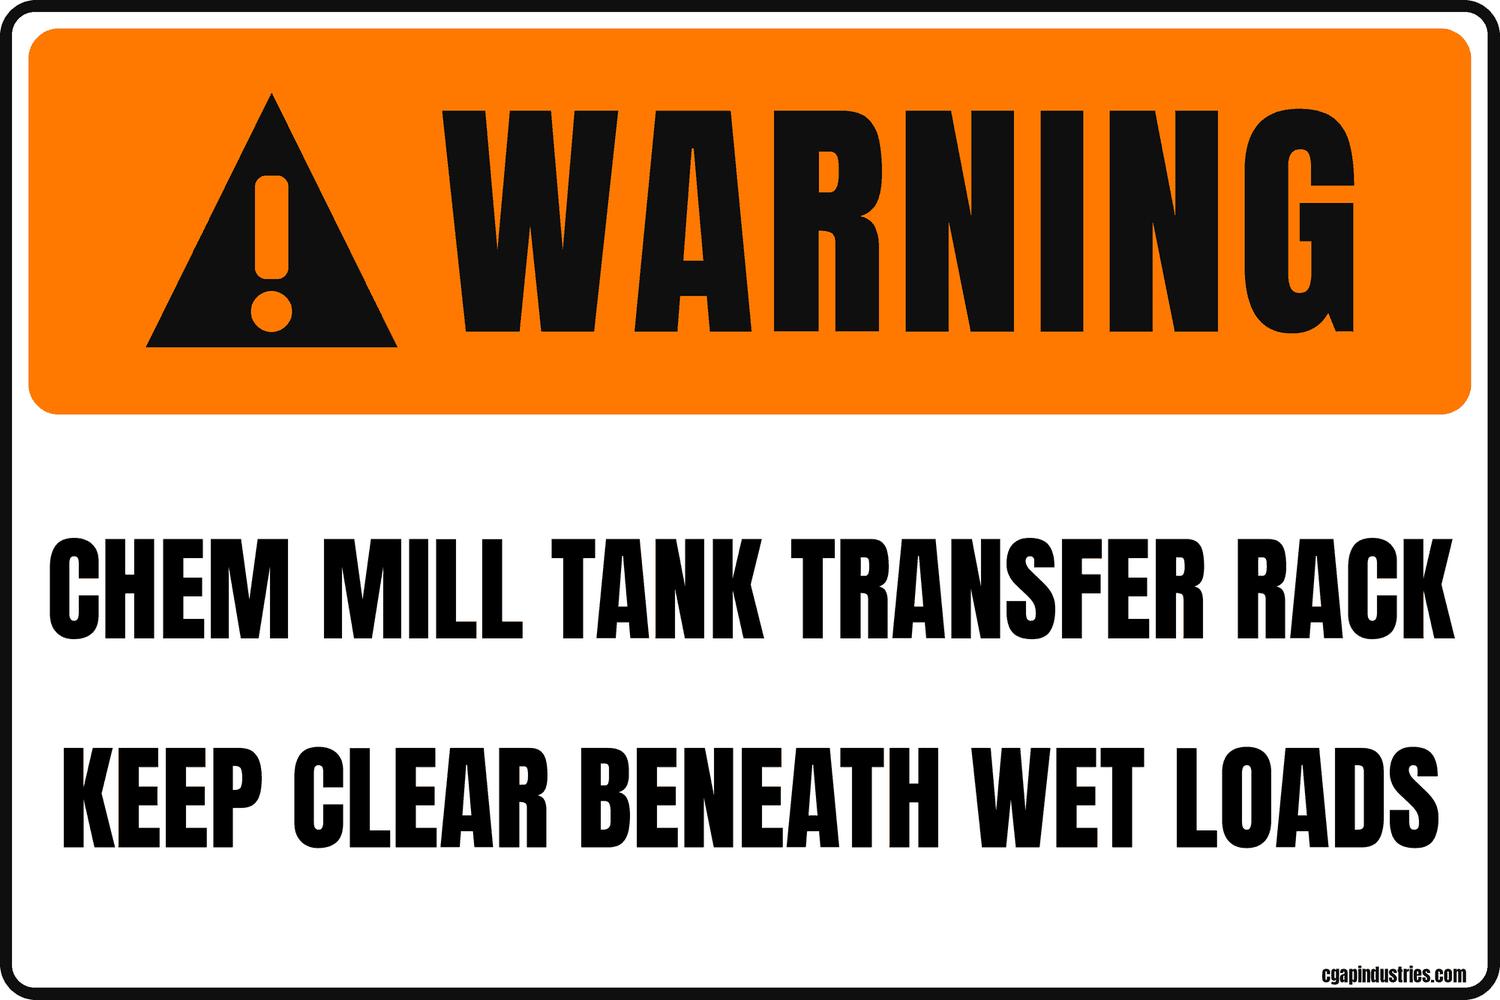 WARNING
CHEM MILL TANK TRANSFER RACK
KEEP CLEAR BENEATH WET LOADS
cgapindustries.com